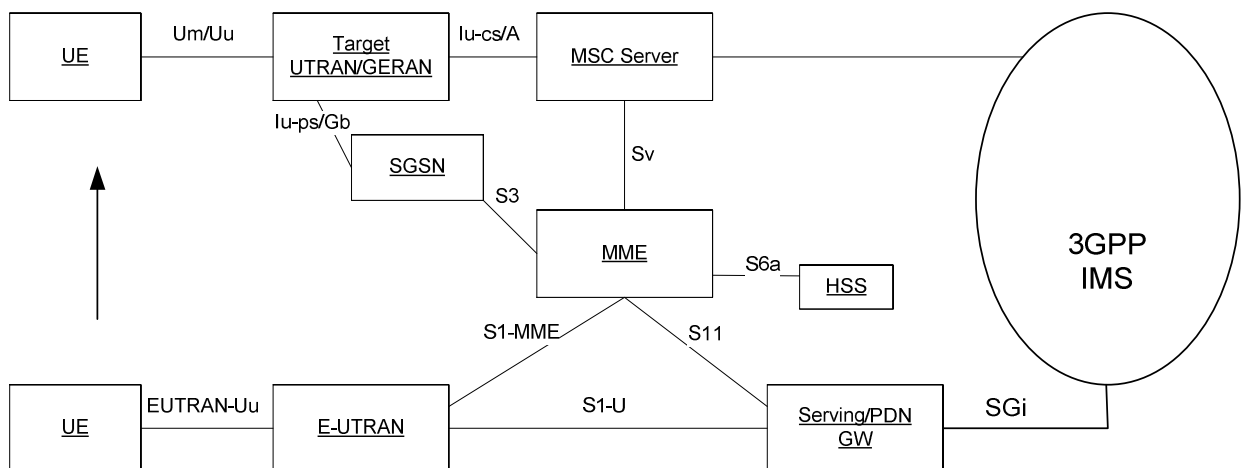 Um/Uu
Iu-cs/A
UE
Target
UTRAN/GERAN
MSC Server
Iu-ps/Gb
SGSN
Sv
S3
MME
S6a
HSS
3GPP
IMS
S1-MME
S11
EUTRAN-Uu
S1-U
UE
E-UTRAN
Serving/PDN
GW
SGi